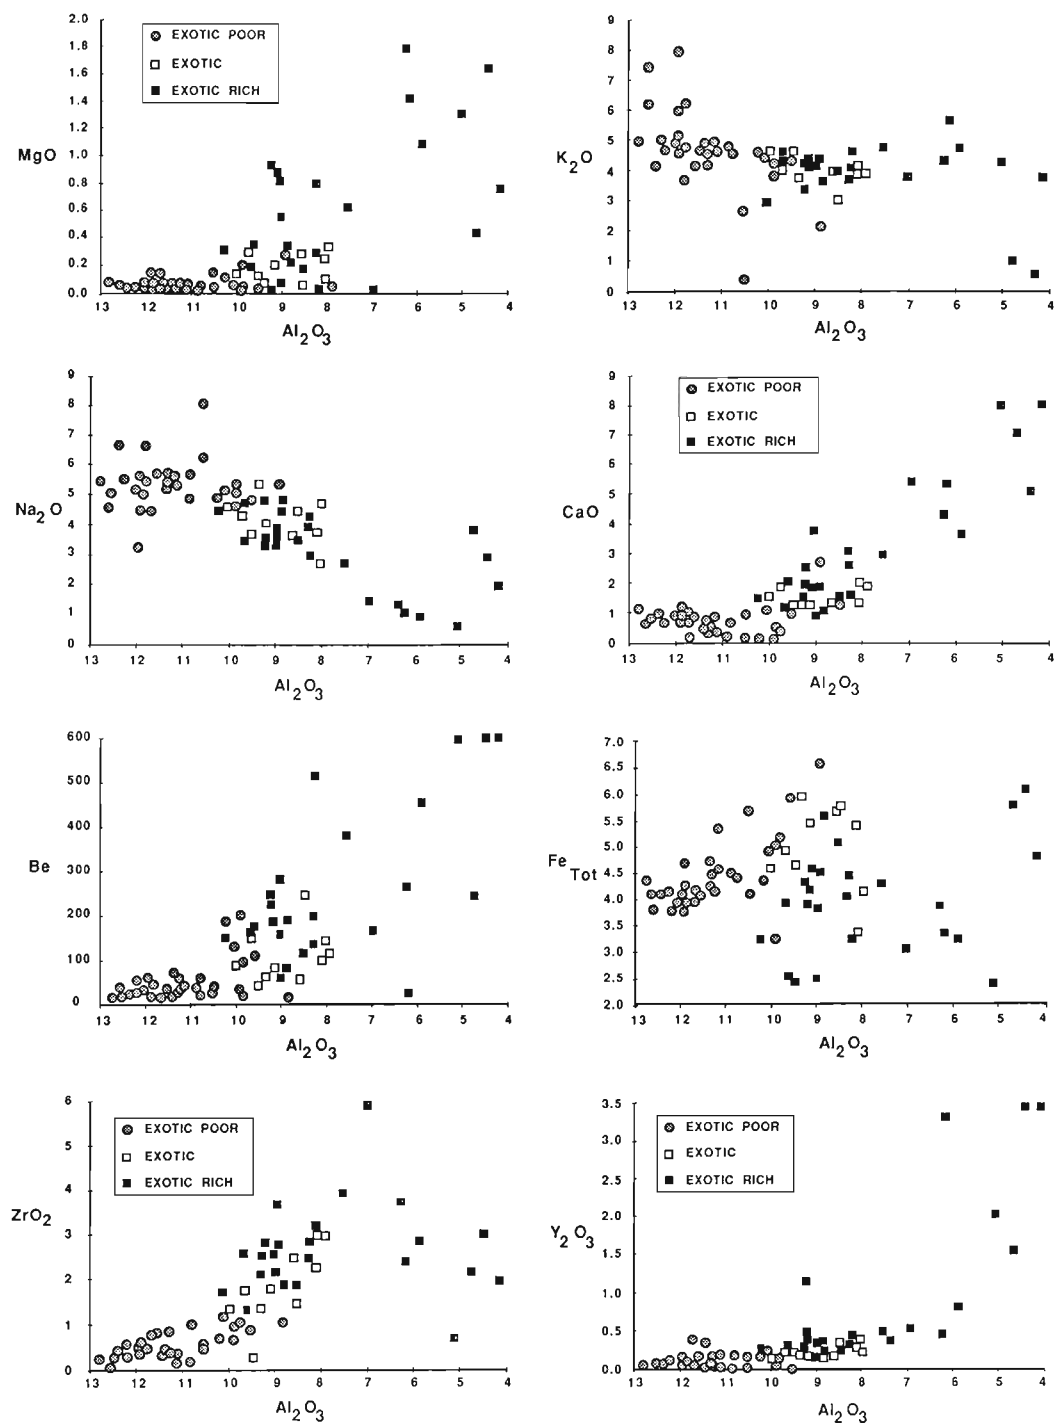 2.0
1.8
1.6
1.4
1.2
1.0
0.8
0.6
0.4
0.2
0.0
MgO
EXOTIC POOR
EXOTIC
EXOTIC RICH
13 12 11 10 9 8 7 6 5 4
Al2O3
9
8
7
6
5
4
3
2
1
0
K2O
13 12 11 10 9 8 7 6 5 4
Al2O3
9
8
7
6
5
4
3
2
1
0
Na2O
13 12 11 10 9 8 7 6 5 4
Al2O3
9
8
7
6
5
4
3
2
1
0
CaO
EXOTIC POOR
EXOTIC
EXOTIC RICH
13 12 11 10 9 8 7 6 5 4
Al2O3
600
500
400
300
200
100
0
Be
13 12 11 10 9 8 7 6 5 4
Al2O3
7.0
6.5
6.0
5.5
5.0
4.5
4.0
3.5
3.0
2.5
2.0
Fe Tot
13 12 11 10 9 8 7 6 5 4
Al2O3
6
5
4
3
2
1
0
ZrO2
EXOTIC POOR
EXOTIC
EXOTIC RICH
13 12 11 10 9 8 7 6 5 4
Al2O3
3.5
3.0
2.5
2.0
1.5
1.0
0.5
0.0
Y2O3
EXOTIC POOR
EXOTIC
EXOTIC RICH
13 12 11 10 9 8 7 6 5 4
Al2O3